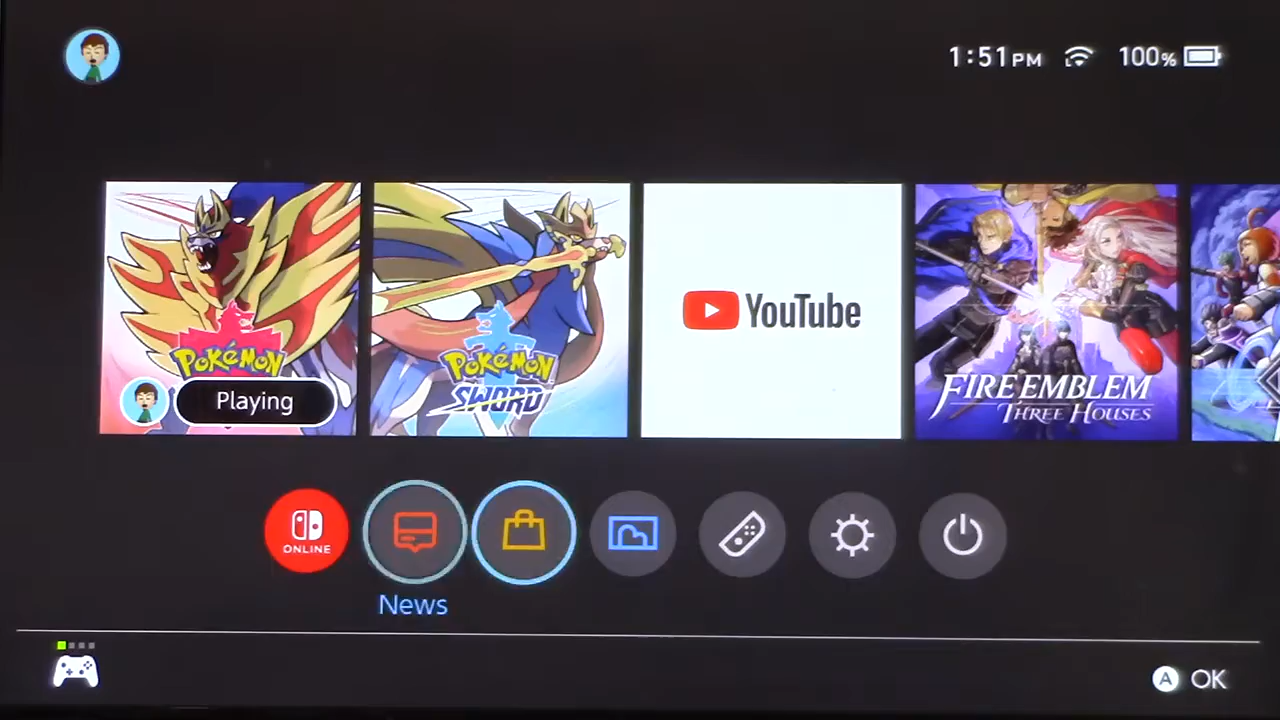 1:51PM 100%
POKÉMON
Playing
POKÉMON
SWORD
YouTube
FIRE EMBLEM
THREE HOUSES
ONLINE
News
A OK